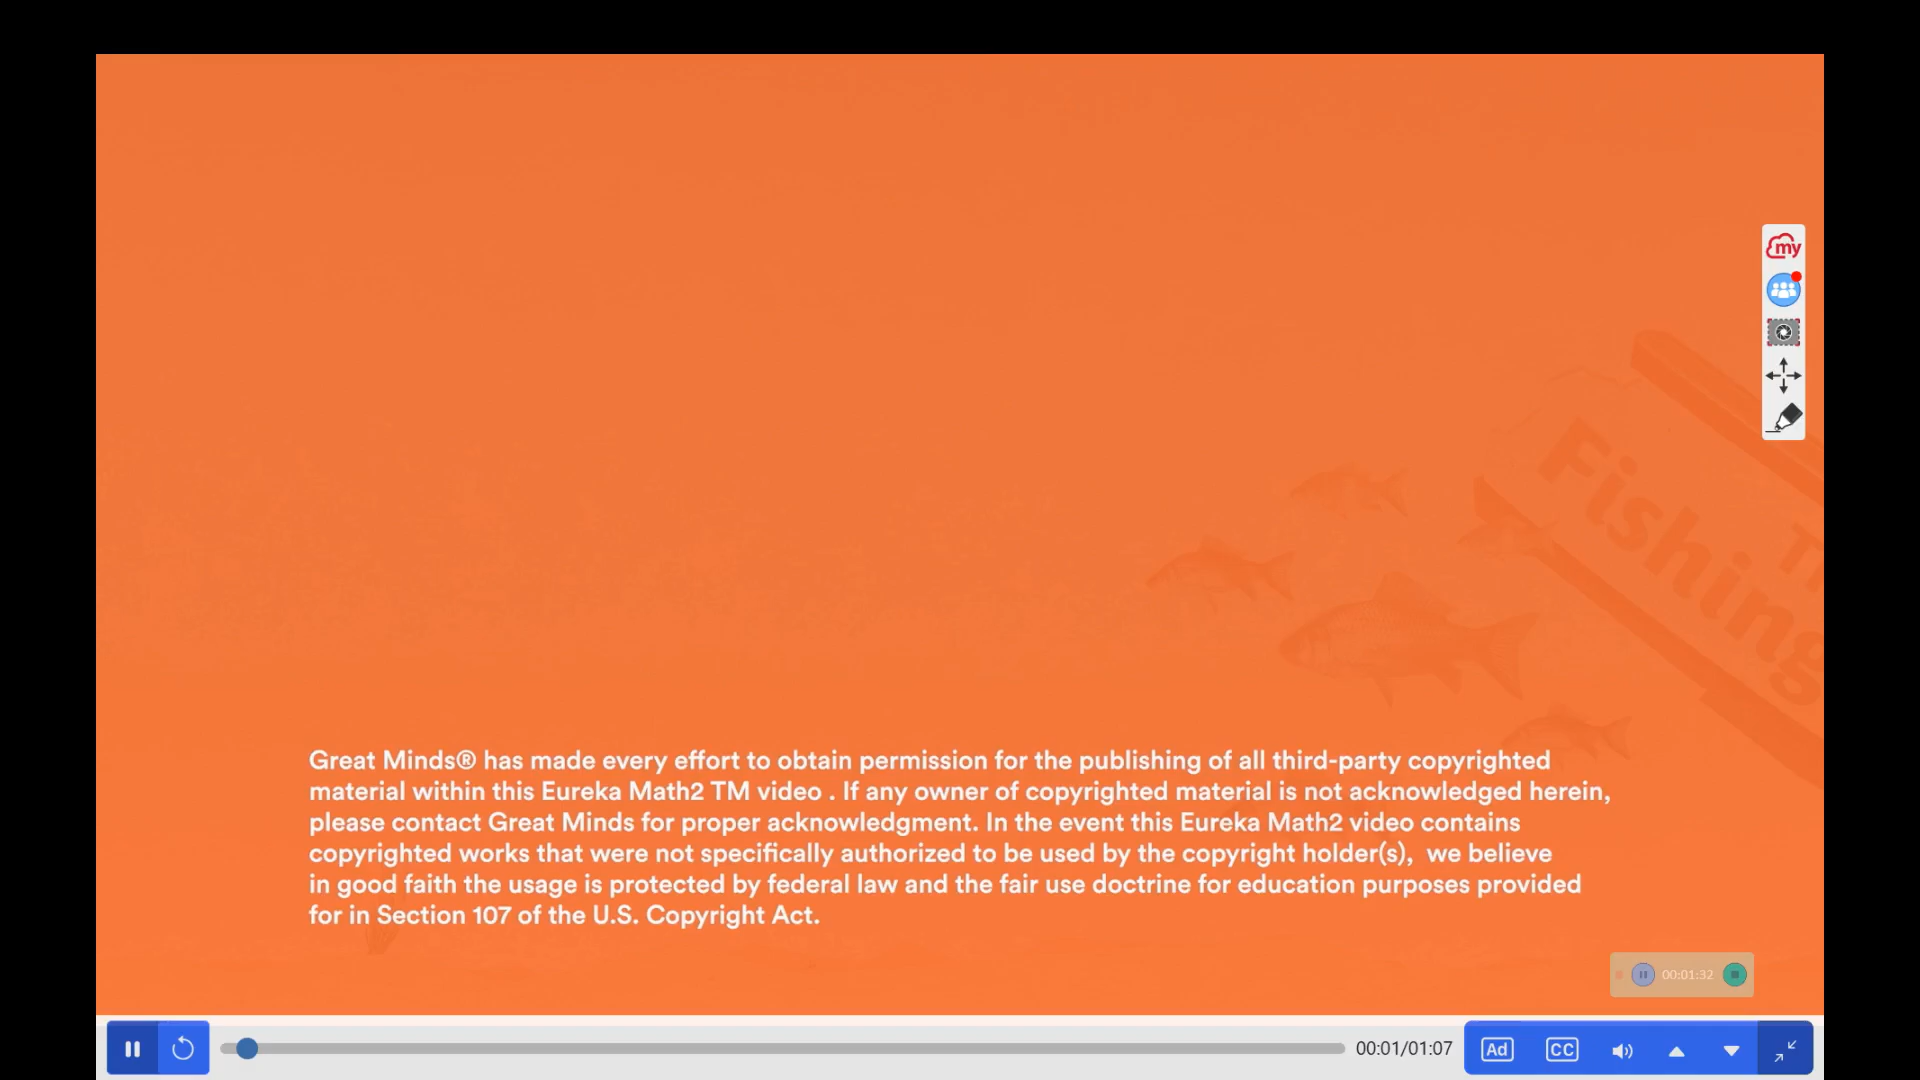 my
Fishing
Great Minds® has made every effort to obtain permission for the publishing of all third-party copyrighted
material within this Eureka Math2 TM video . If any owner of copyrighted material is not acknowledged herein,
please contact Great Minds for proper acknowledgment. In the event this Eureka Math2 video contains
copyrighted works that were not specifically authorized to be used by the copyright holder(s),  we believe
in good faith the usage is protected by federal law and the fair use doctrine for education purposes provided
for in Section 107 of the U.S. Copyright Act.
00:01:32
00:01/01:07
Ad
CC